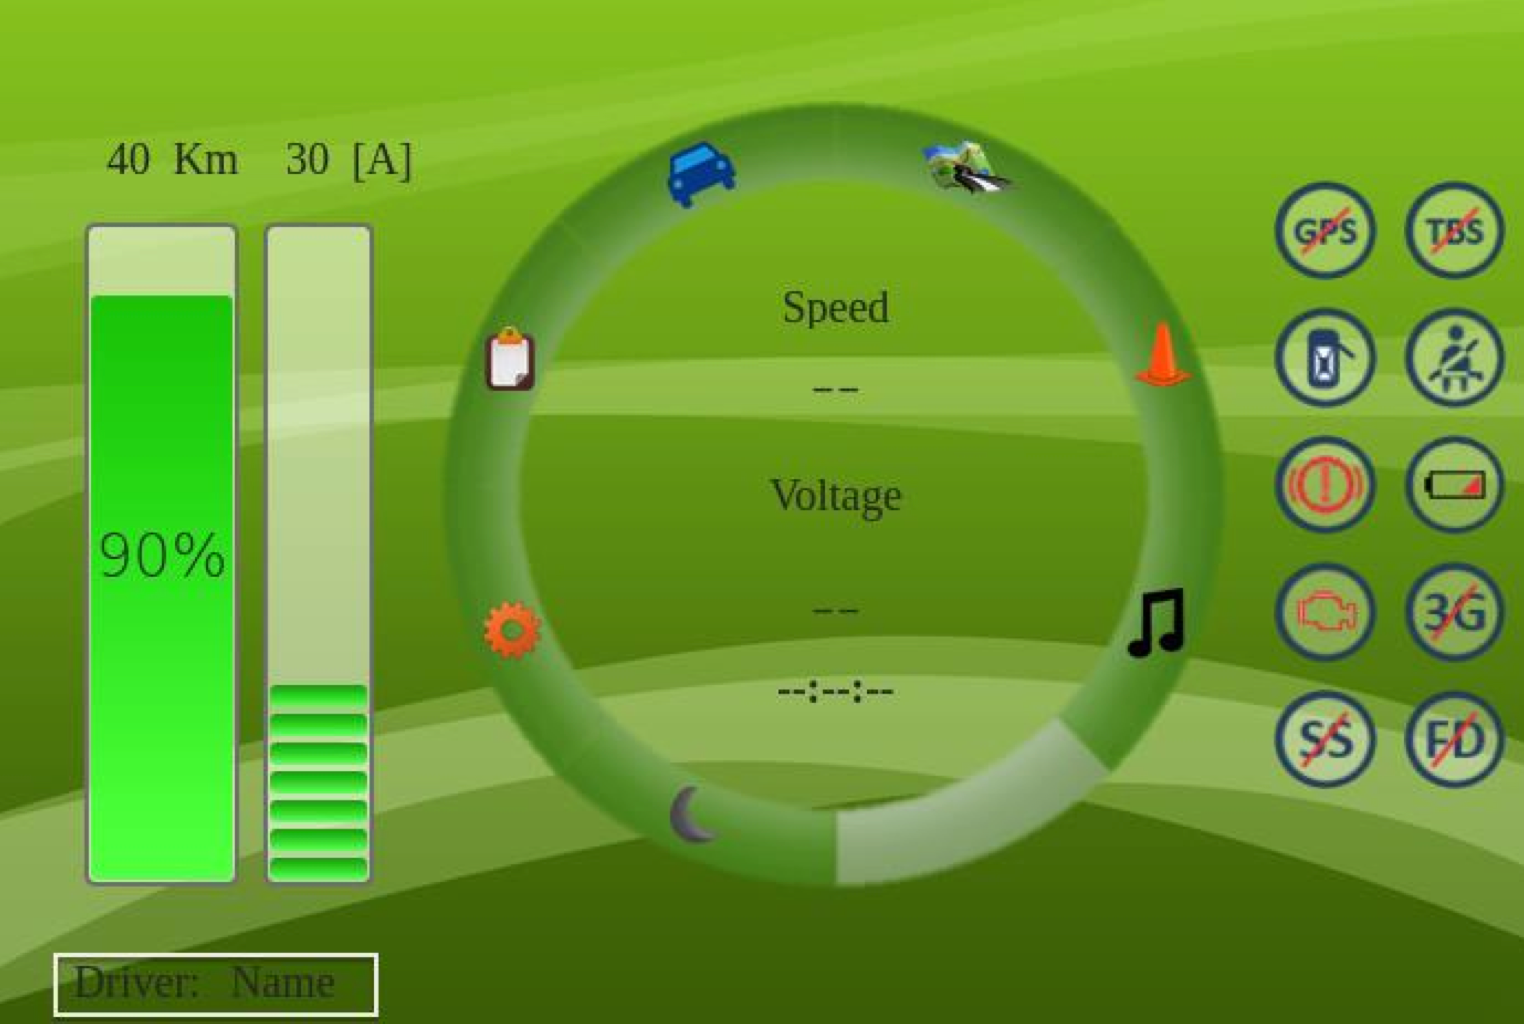 40 Km 30 [A]
GPS TBS
Speed
--
90%
Voltage
--
3G
--:--:--
SS FD
Driver: Name